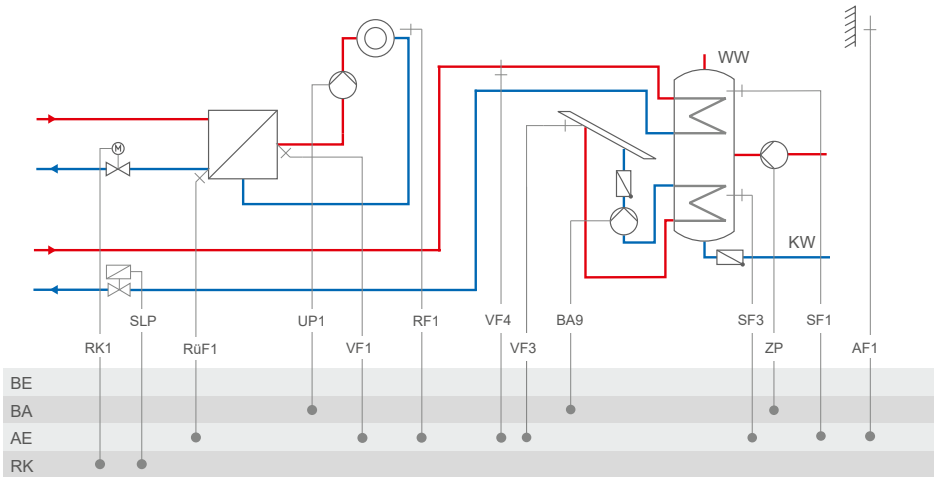 WW
M
KW
SLP
UP1
RF1
VF4
BA9
SF3
SF1
RK1
RüF1
VF1
VF3
ZP
AF1
BE
BA
AE
RK